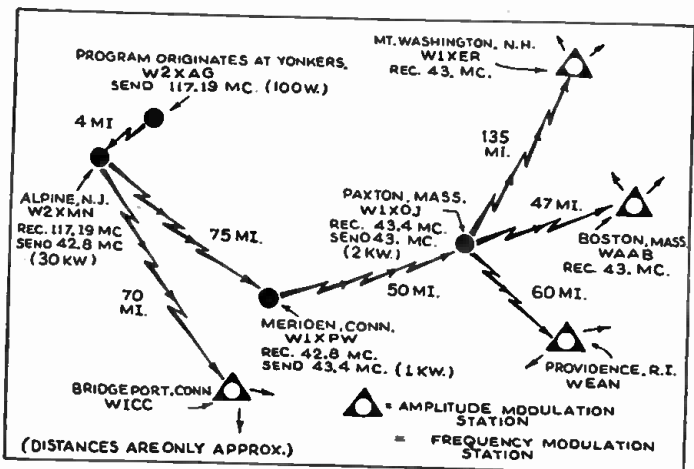 PROGRAM ORIGINATES AT YONKERS,
W2XAG
SEND 117.19 MC. (100W.)
4 MI
ALPINE, N.J.
W2XMN
REC. 117.19 MC
SEND 42.8 MC
(30 KW)
75 MI.
70
MI.
BRIDGEPORT, CONN
WICC
MERIDEN, CONN.
W1XPW
REC. 42.8 MC.
SEND 43.4 MC. (1KW.)
50 MI.
PAXTON, MASS.
W1XOJ
REC. 43.4 MC.
SEND 43. MC.
(2 KW.)
MT. WASHINGTON, N.H.
W1XER
REC. 43. MC.
135
MI.
47 MI.
BOSTON, MASS.
WAAB
REC. 43. MC.
60 MI.
PROVIDENCE, R.I.
WEAN
= AMPLITUDE MODULATION
STATION
= FREQUENCY MODULATION
STATION
(DISTANCES ARE ONLY APPROX.)